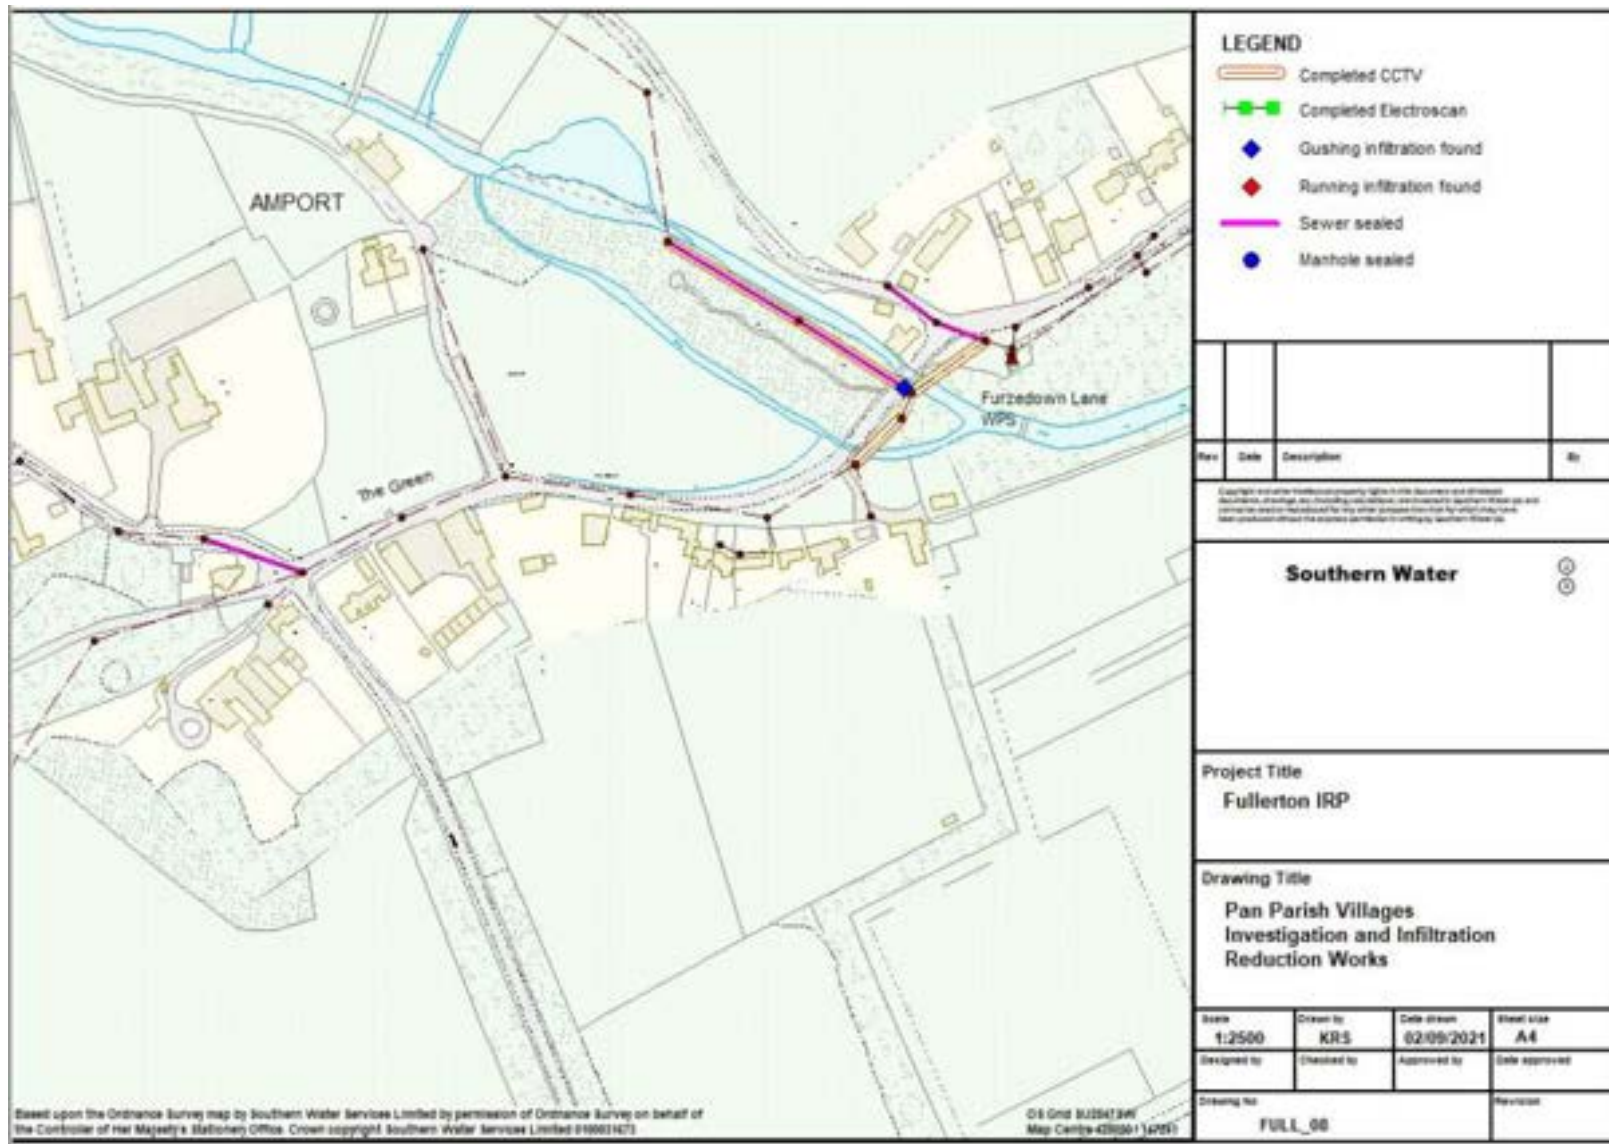 AMPORT
The Green
Furzedown Lane
WPS
Based upon the Ordnance Survey map by Southern Water Services Limited by permission of Ordnance Survey on behalf of
the Controller of Her Majesty's Stationery Office. Crown copyright Southern Water Services Limited
OS Grid
Map Centre
LEGEND
Completed CCTV
Completed Electroscan
Gushing infiltration found
Running infiltration found
Sewer sealed
Manhole sealed
Rev Date Description By
Southern Water
Project Title
Fullerton IRP
Drawing Title
Pan Parish Villages
Investigation and Infiltration
Reduction Works
Scale Drawn by Date drawn Sheet size
1:2500 KRS 02/09/2021 A4
Designed by Checked by Approved by Date approved
Drawing No Revision
FULL_08